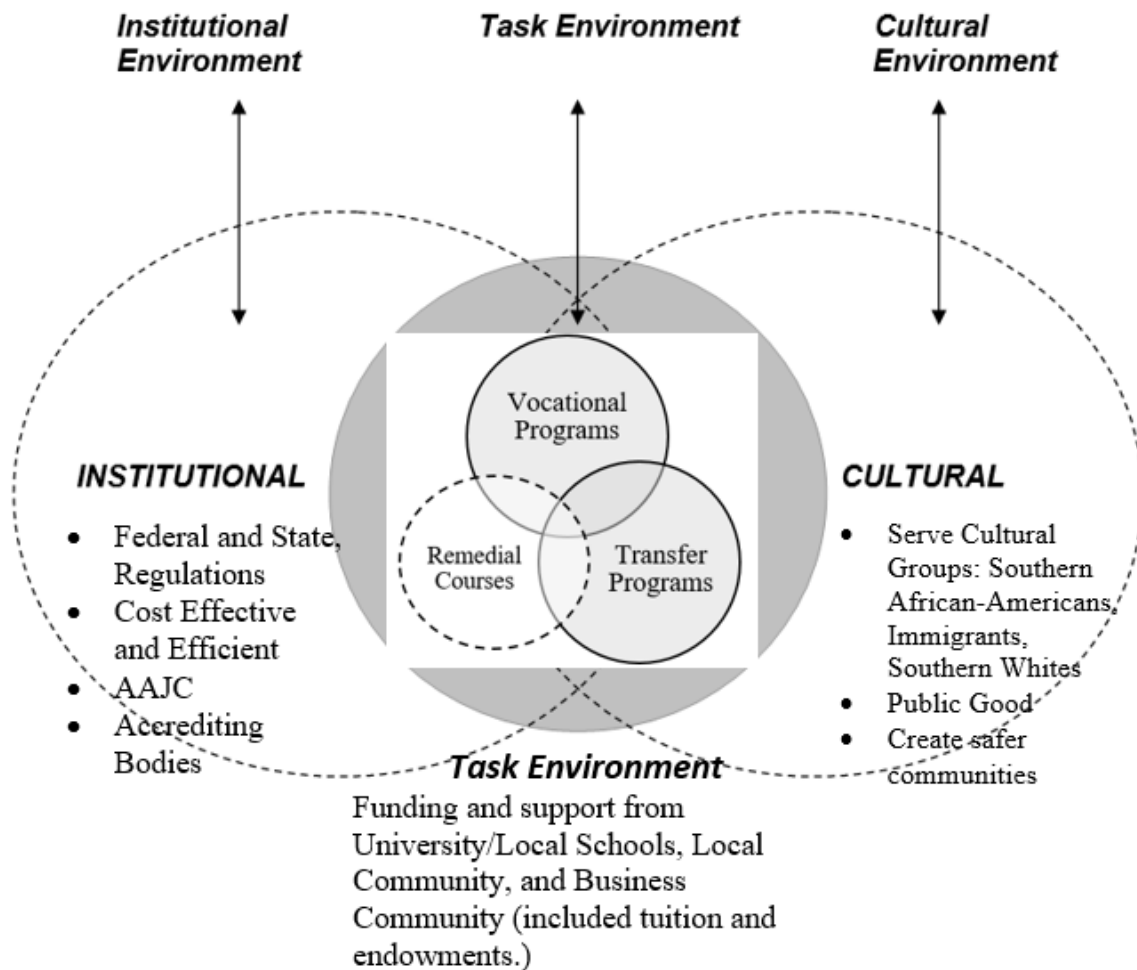 Institutional
Environment
Task Environment
Cultural
Environment
Vocational
Programs
Remedial
Courses
Transfer
Programs
INSTITUTIONAL
• Federal and State,
Regulations
• Cost Effective
and Efficient
• AAJC
• Accrediting
Bodies
CULTURAL
• Serve Cultural
Groups: Southern
African-Americans,
Immigrants,
Southern Whites
• Public Good
• Create safer
communities
Task Environment
Funding and support from
University/Local Schools, Local
Community, and Business
Community (included tuition and
endowments.)